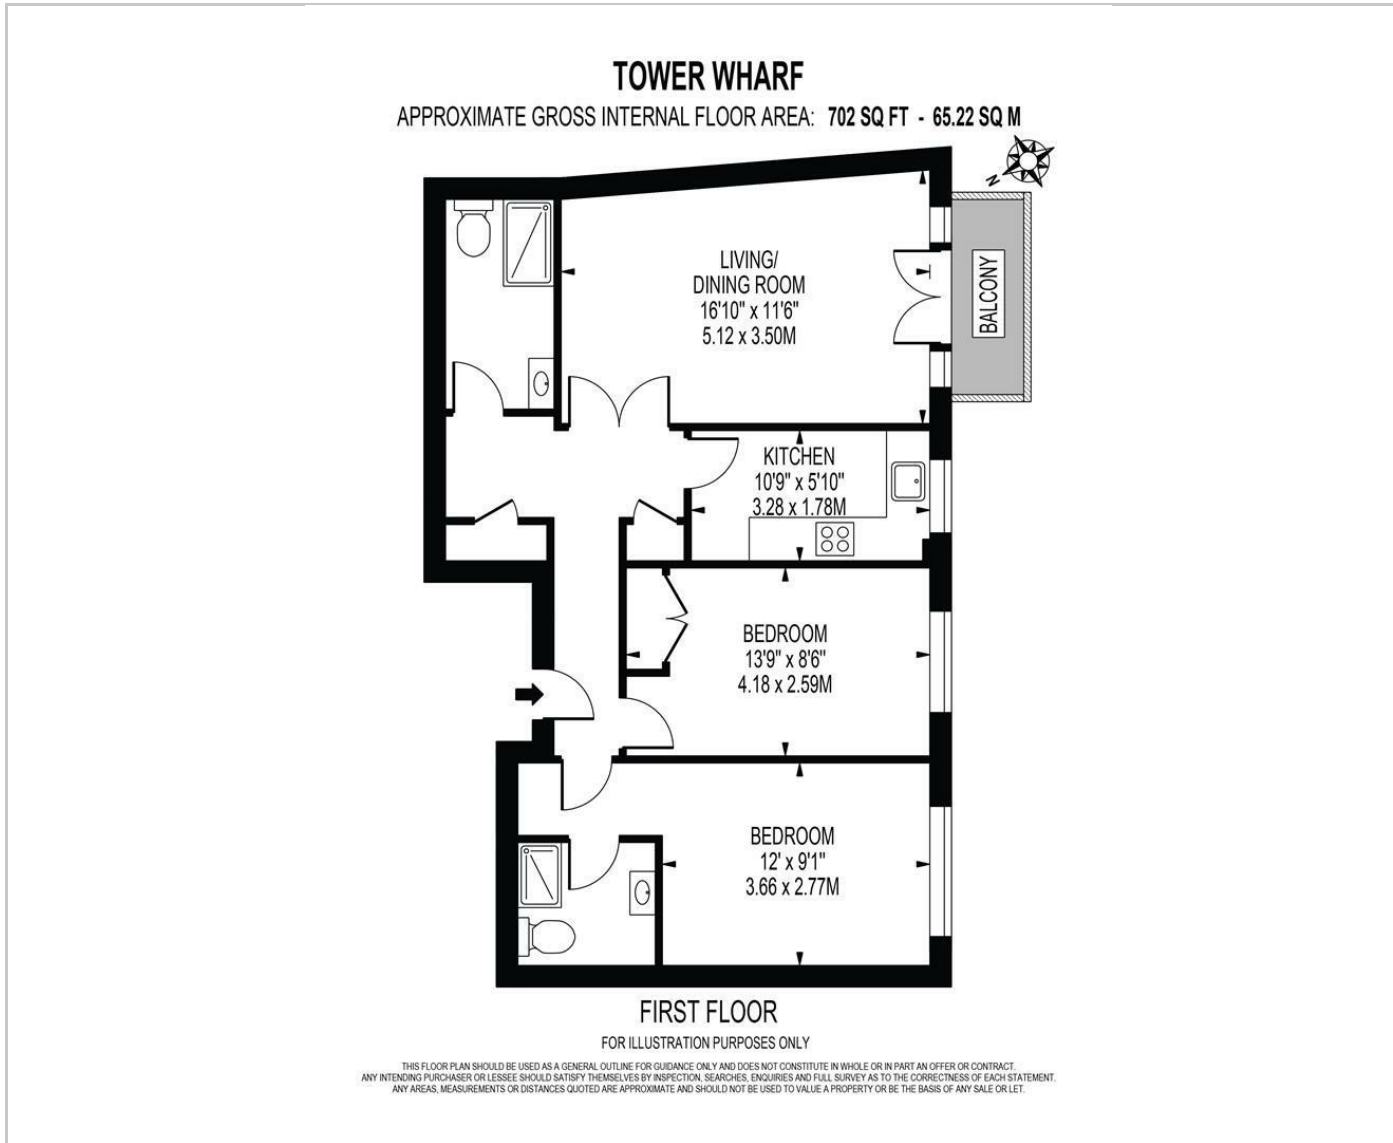 TOWER WHARF
APPROXIMATE GROSS INTERNAL FLOOR AREA: 702 SQ FT - 65.22 SQ M
N
LIVING/
DINING ROOM
16'10" x 11'6"
5.12 x 3.50M
BALCONY
KITCHEN
10'9" x 5'10"
3.28 x 1.78M
BEDROOM
13'9" x 8'6"
4.18 x 2.59M
BEDROOM
12' x 9'1"
3.66 x 2.77M
FIRST FLOOR
FOR ILLUSTRATION PURPOSES ONLY
THIS FLOOR PLAN SHOULD BE USED AS A GENERAL OUTLINE FOR GUIDANCE ONLY AND DOES NOT CONSTITUTE IN WHOLE OR IN PART AN OFFER OR CONTRACT.
ANY INTENDING PURCHASER OR LESSEE SHOULD SATISFY THEMSELVES BY INSPECTION, SEARCHES, ENQUIRIES AND FULL SURVEY AS TO THE CORRECTNESS OF EACH STATEMENT.
ANY AREAS, MEASUREMENTS OR DISTANCES QUOTED ARE APPROXIMATE AND SHOULD NOT BE USED TO VALUE A PROPERTY OR BE THE BASIS OF ANY SALE OR LET.